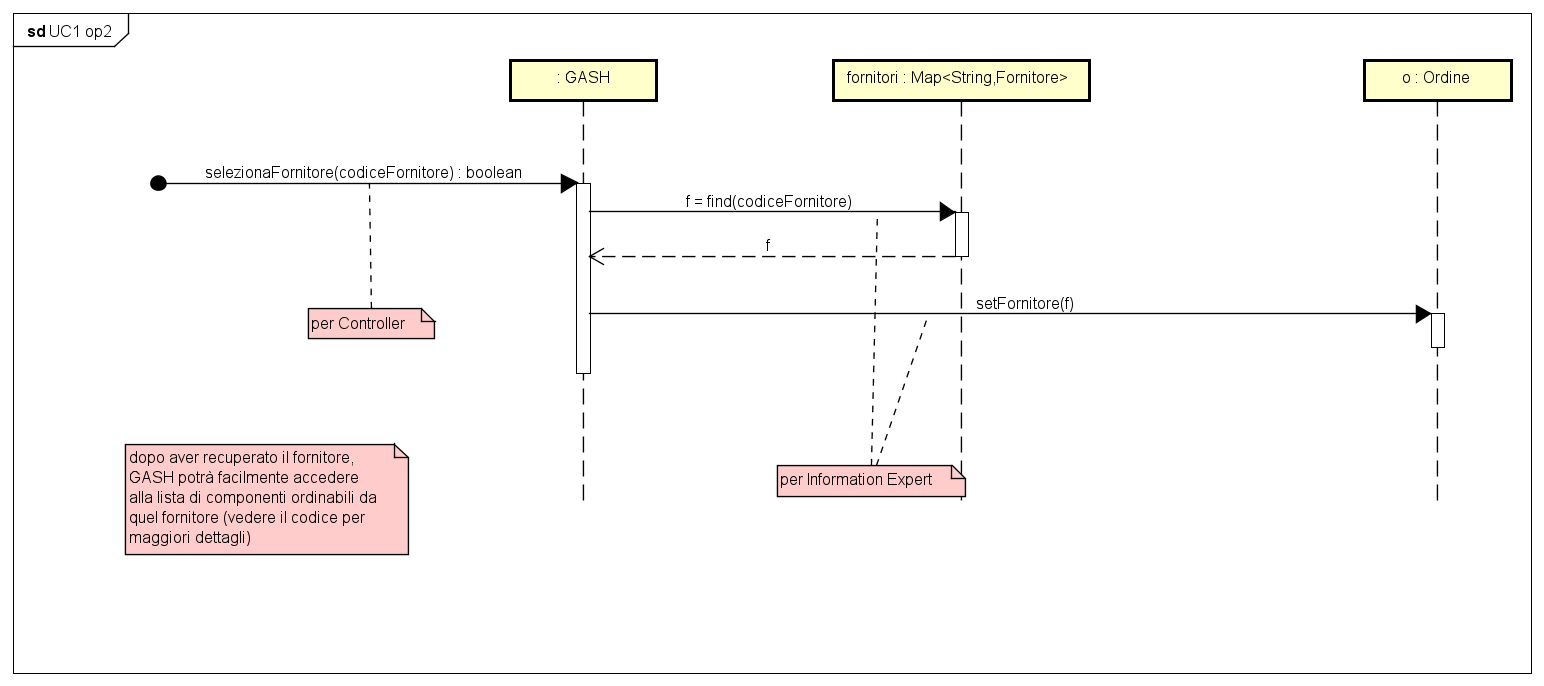 sd UC1 op2
: GASH
fornitori : Map<String,Fornitore>
o : Ordine
selezionaFornitore(codiceFornitore) : boolean
f = find(codiceFornitore)
f
setFornitore(f)
per Controller
dopo aver recuperato il fornitore,
GASH potrà facilmente accedere
alla lista di componenti ordinabili da
quel fornitore (vedere il codice per
maggiori dettagli)
per Information Expert